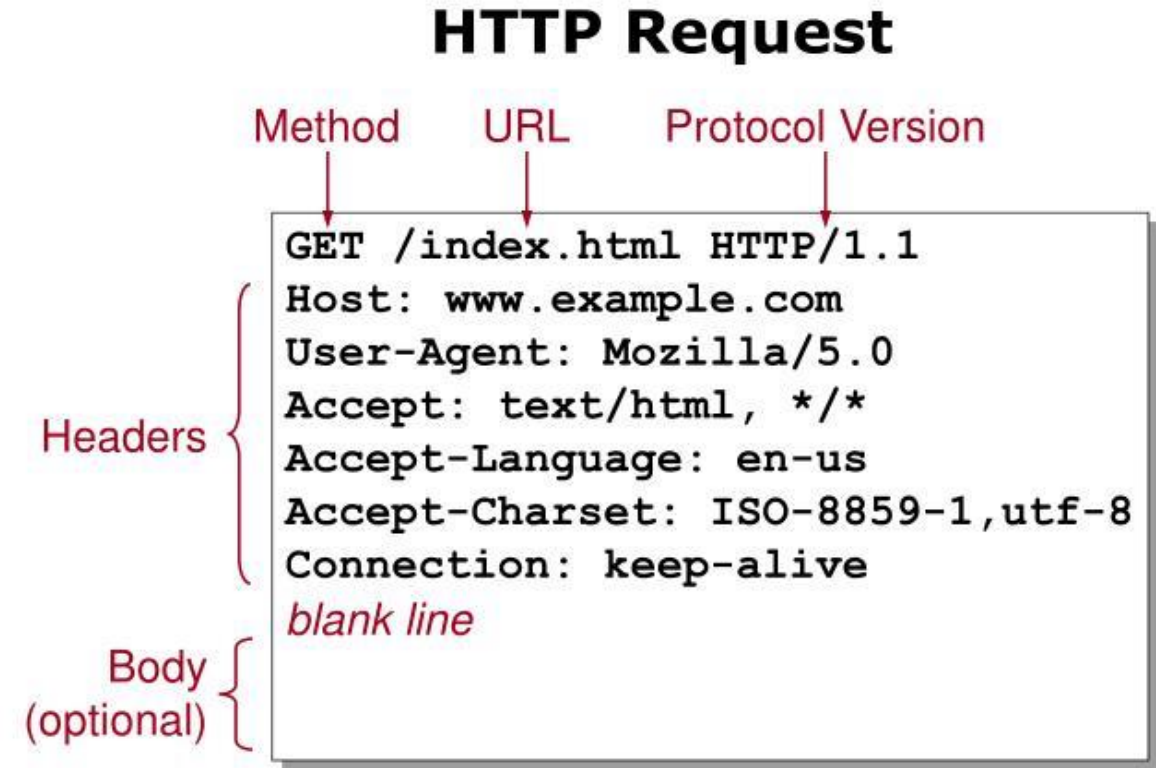 HTTP Request
Method URL Protocol Version
GET /index.html HTTP/1.1
Host: www.example.com
User-Agent: Mozilla/5.0
Accept: text/html, */*
Headers
Accept-Language: en-us
Accept-Charset: ISO-8859-1,utf-8
Connection: keep-alive
blank line
Body
(optional)